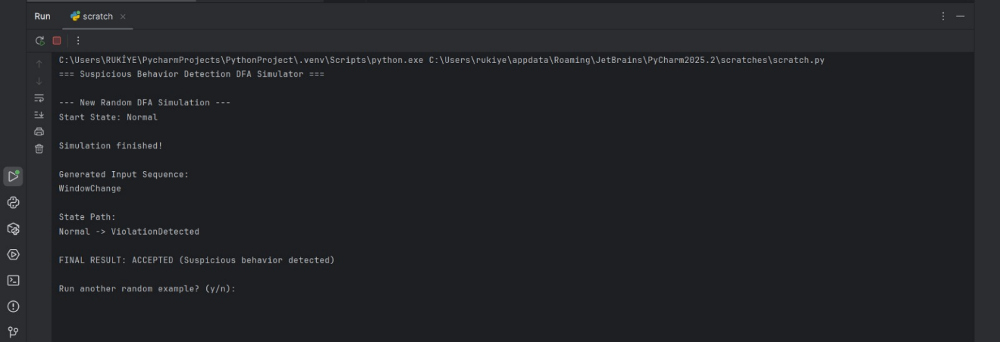 Run scratch
C:\Users\RUKİYE\PycharmProjects\PythonProject\.venv\Scripts\python.exe C:\Users\rukiye\appdata\Roaming\JetBrains\PyCharm2025.2\scratches\scratch.py
=== Suspicious Behavior Detection DFA Simulator ===
--- New Random DFA Simulation ---
Start State: Normal
Simulation finished!
Generated Input Sequence:
WindowChange
State Path:
Normal -> ViolationDetected
FINAL RESULT: ACCEPTED (Suspicious behavior detected)
Run another random example? (y/n):